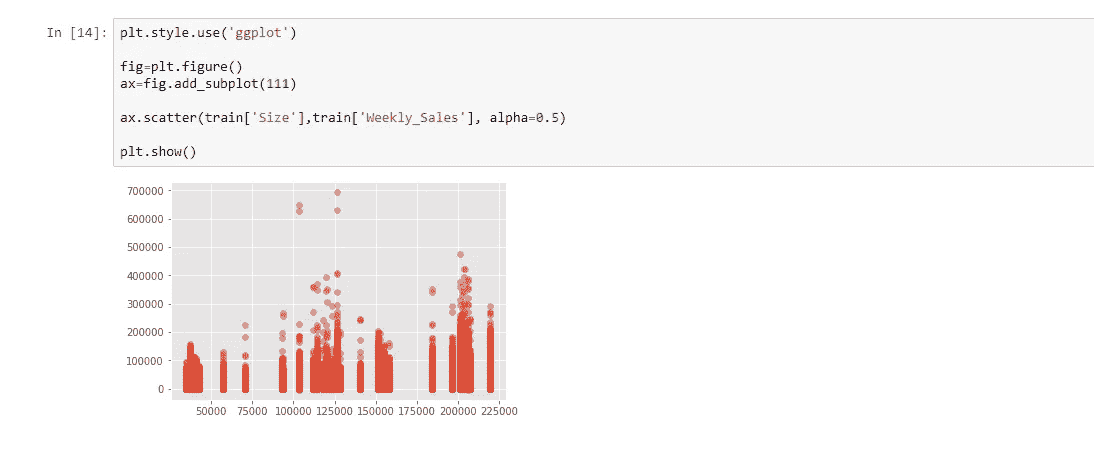 In [14]: plt.style.use('ggplot')
fig=plt.figure()
ax=fig.add_subplot(111)
ax.scatter(train['Size'],train['Weekly_Sales'], alpha=0.5)
plt.show()
700000
600000
500000
400000
300000
200000
100000
0
50000 75000 100000 125000 150000 175000 200000 225000